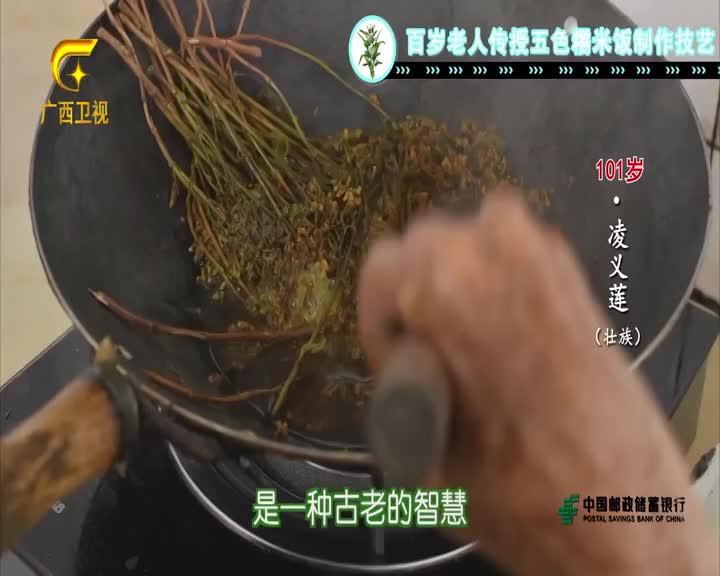 百岁老人传授五色糯米饭制作技艺
广西卫视
101岁
·凌义莲
（壮族）
是一种古老的智慧
中国邮政储蓄银行
POSTAL SAVINGS BANK OF CHINA